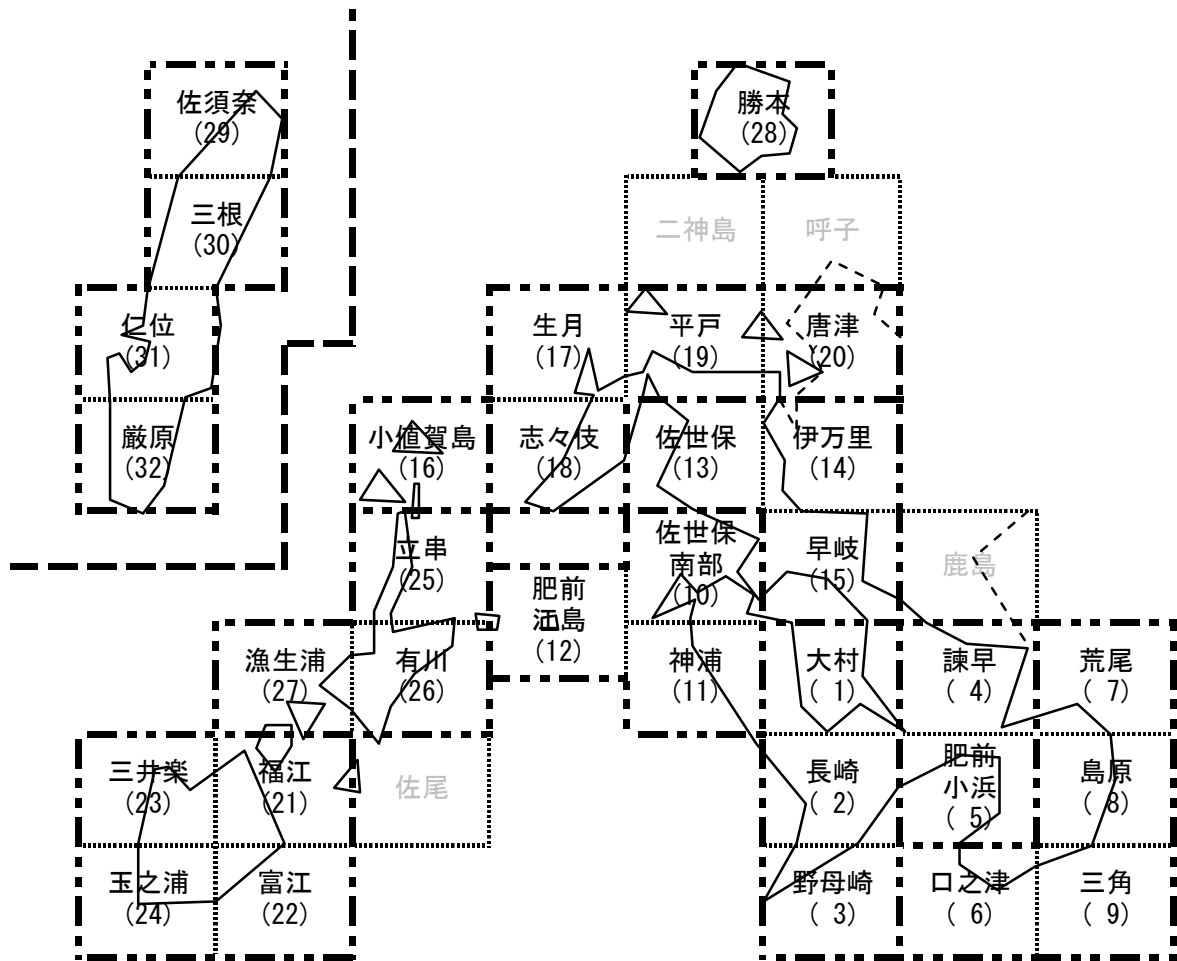 佐須奈
(29)
勝本
(28)
三根
(30)
二神島
呼子
仁位
(31)
生月
(17)
平戸
(19)
唐津
(20)
厳原
(32)
小値賀島
(16)
志々伎
(18)
佐世保
(13)
伊万里
(14)
立串
(25)
肥前
江島
(12)
佐世保
南部
(10)
早岐
(15)
鹿島
漁生浦
(27)
有川
(26)
神浦
(11)
大村
( 1)
諫早
( 4)
荒尾
( 7)
三井楽
(23)
福江
(21)
佐尾
長崎
( 2)
肥前
小浜
( 5)
島原
( 8)
玉之浦
(24)
富江
(22)
野母崎
( 3)
口之津
( 6)
三角
( 9)